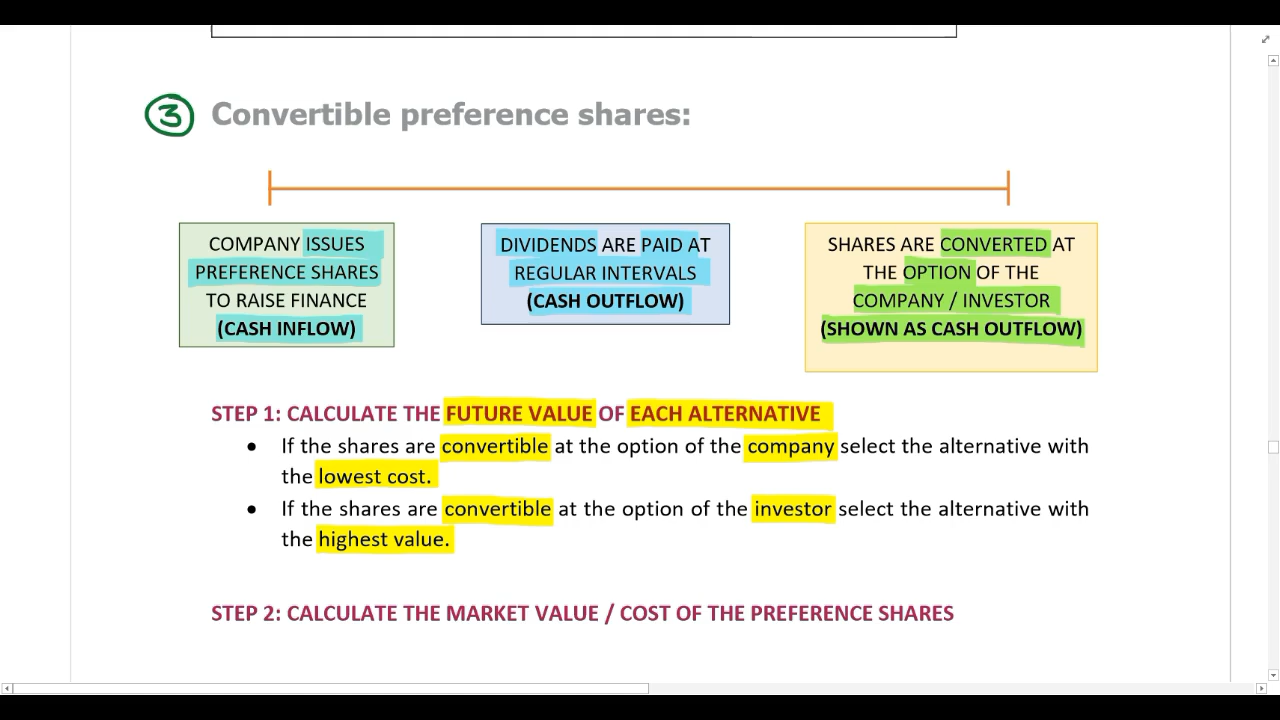 3 Convertible preference shares:
COMPANY ISSUES
PREFERENCE SHARES
TO RAISE FINANCE
(CASH INFLOW)
DIVIDENDS ARE PAID AT
REGULAR INTERVALS
(CASH OUTFLOW)
SHARES ARE CONVERTED AT
THE OPTION OF THE
COMPANY / INVESTOR
(SHOWN AS CASH OUTFLOW)
STEP 1: CALCULATE THE FUTURE VALUE OF EACH ALTERNATIVE
• If the shares are convertible at the option of the company select the alternative with
the lowest cost.
• If the shares are convertible at the option of the investor select the alternative with
the highest value.
STEP 2: CALCULATE THE MARKET VALUE / COST OF THE PREFERENCE SHARES